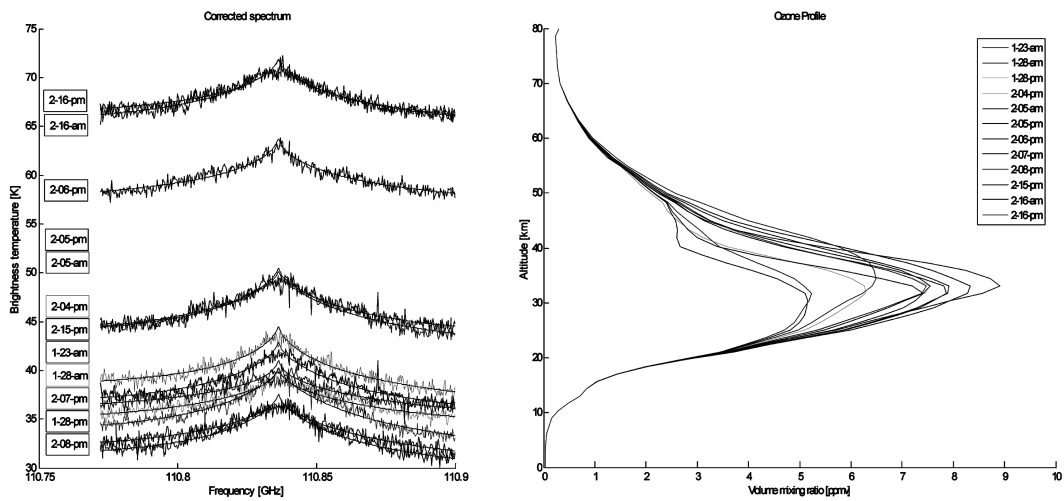 Corrected spectrum
75
70
65
60
55
50
45
40
35
30
110.75
110.8
110.85
110.9
Brightness temperature [K]
Frequency [GHz]
2-16-pm
2-16-am
2-06-pm
2-05-pm
2-05-am
2-04-pm
2-15-pm
1-23-am
1-28-am
2-07-pm
1-28-pm
2-08-pm
Ozone Profile
80
70
60
50
40
30
20
10
0
0
1
2
3
4
5
6
7
8
9
10
Altitude [km]
Volume mixing ratio [ppmv]
1-23-am
1-28-am
1-28-pm
2-04-pm
2-05-am
2-05-pm
2-06-pm
2-07-pm
2-08-pm
2-15-pm
2-16-am
2-16-pm